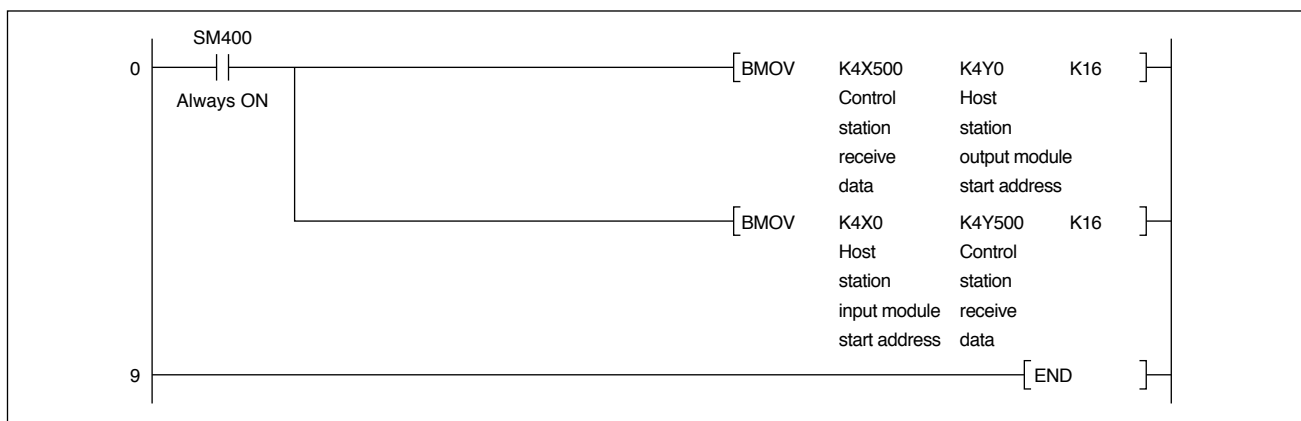 SM400
0 BMOV K4X500 K4Y0 K16
Always ON Control Host
station station
receive output module
data start address
BMOV K4X0 K4Y500 K16
Host Control
station station
input module receive
start address data
9 END